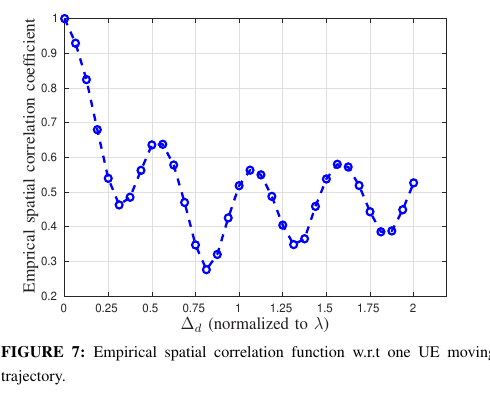 1
0.9
0.8
0.7
0.6
0.5
0.4
0.3
0.2
Emprical spatial correlation coefficient
0 0.25 0.5 0.75 1 1.25 1.5 1.75 2
Δd (normalized to λ)
FIGURE 7: Empirical spatial correlation function w.r.t one UE moving
trajectory.